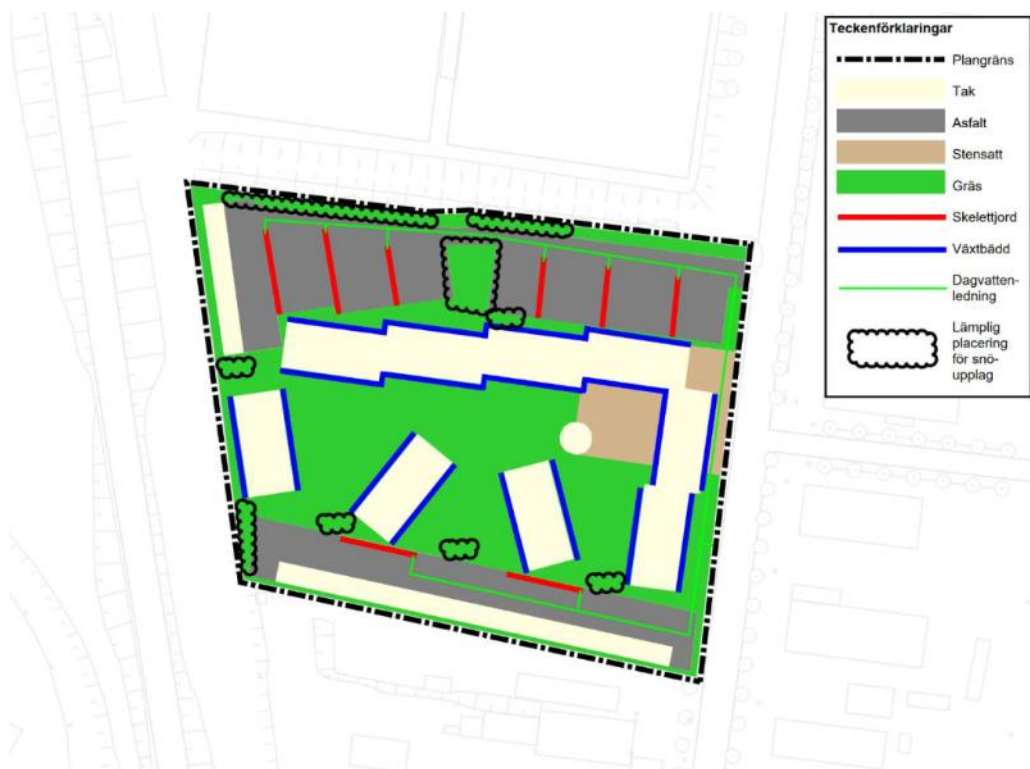 Teckenförklaringar
Plangräns
Tak
Asfalt
Stensatt
Gräs
Skelettjord
Växtbädd
Dagvatten-
ledning
Lämplig
placering
för snö-
upplag